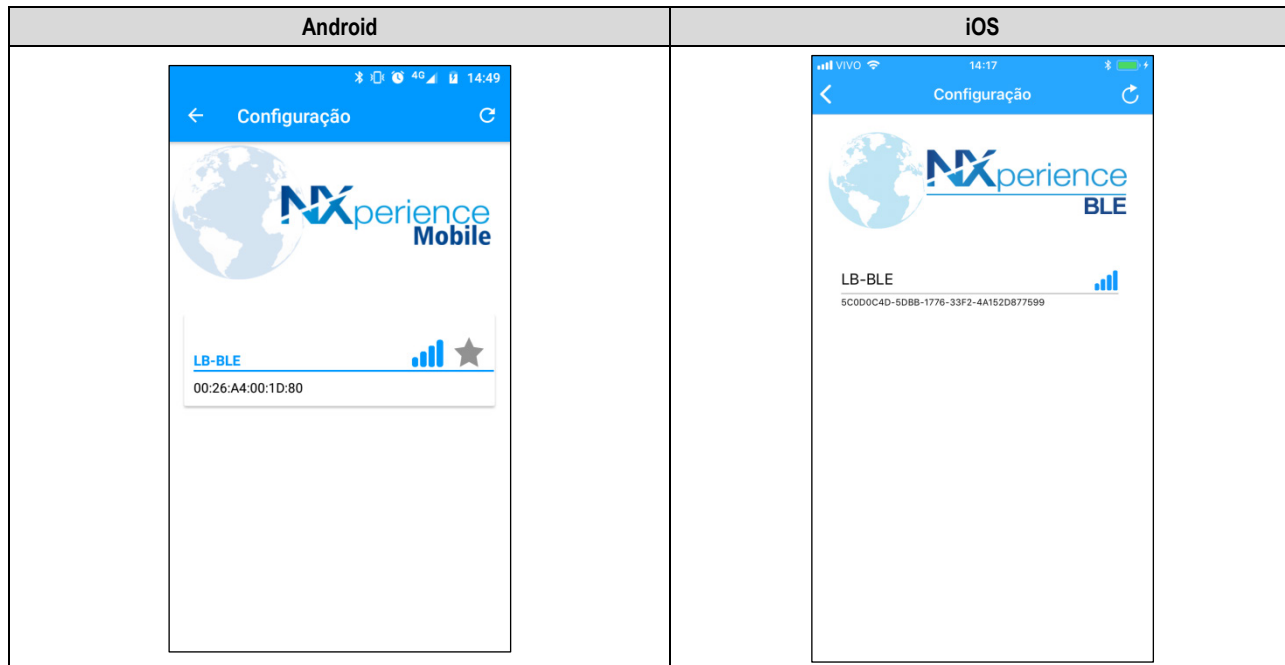 Android
iOS
4G 14:49
Configuração
NXperience
Mobile
LB-BLE
00:26:A4:00:1D:80
VIVO 14:17
Configuração
NXperience
BLE
LB-BLE
5C0D0C4D-5DBB-1776-33F2-4A152D877599